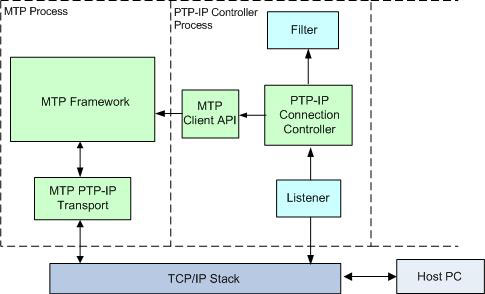 MTP Process
PTP-IP Controller
Process
Filter
MTP Framework
MTP
Client API
PTP-IP
Connection
Controller
MTP PTP-IP
Transport
Listener
TCP/IP Stack
Host PC